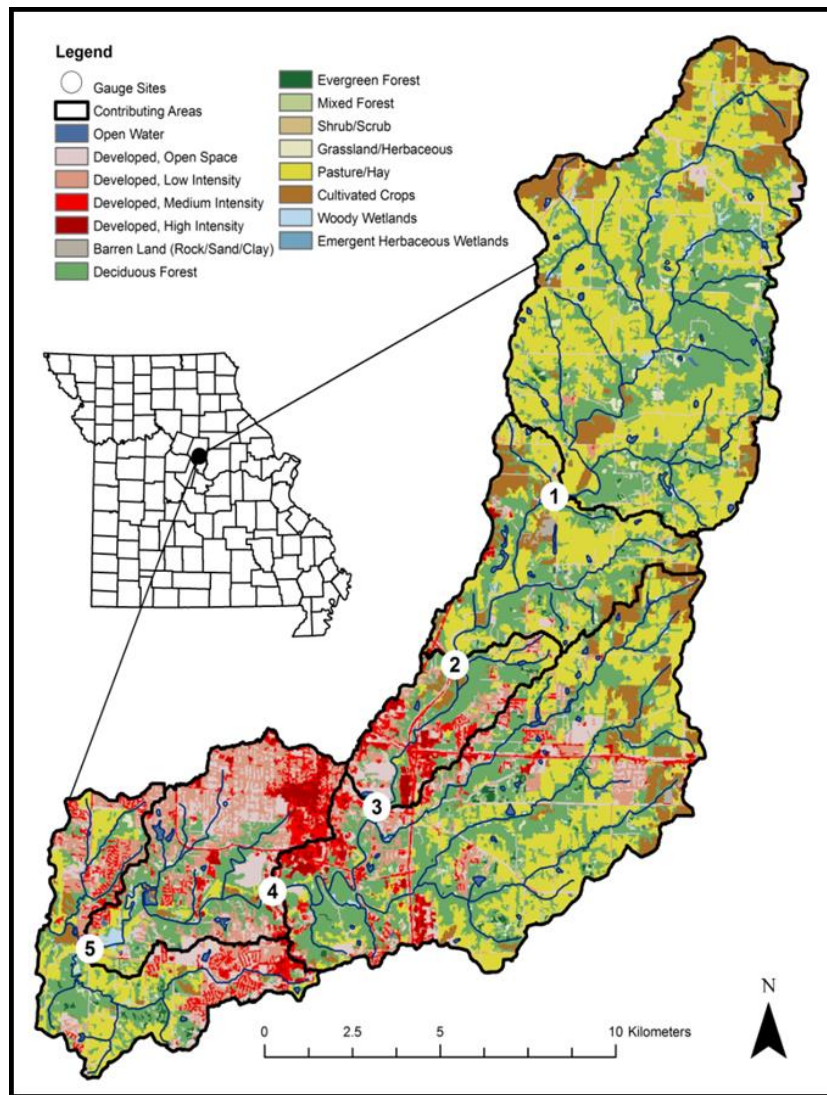 Legend
Gauge Sites
Contributing Areas
Open Water
Developed, Open Space
Developed, Low Intensity
Developed, Medium Intensity
Developed, High Intensity
Barren Land (Rock/Sand/Clay)
Deciduous Forest
Evergreen Forest
Mixed Forest
Shrub/Scrub
Grassland/Herbaceous
Pasture/Hay
Cultivated Crops
Woody Wetlands
Emergent Herbaceous Wetlands
1
2
3
4
5
0 2.5 5 10 Kilometers
N